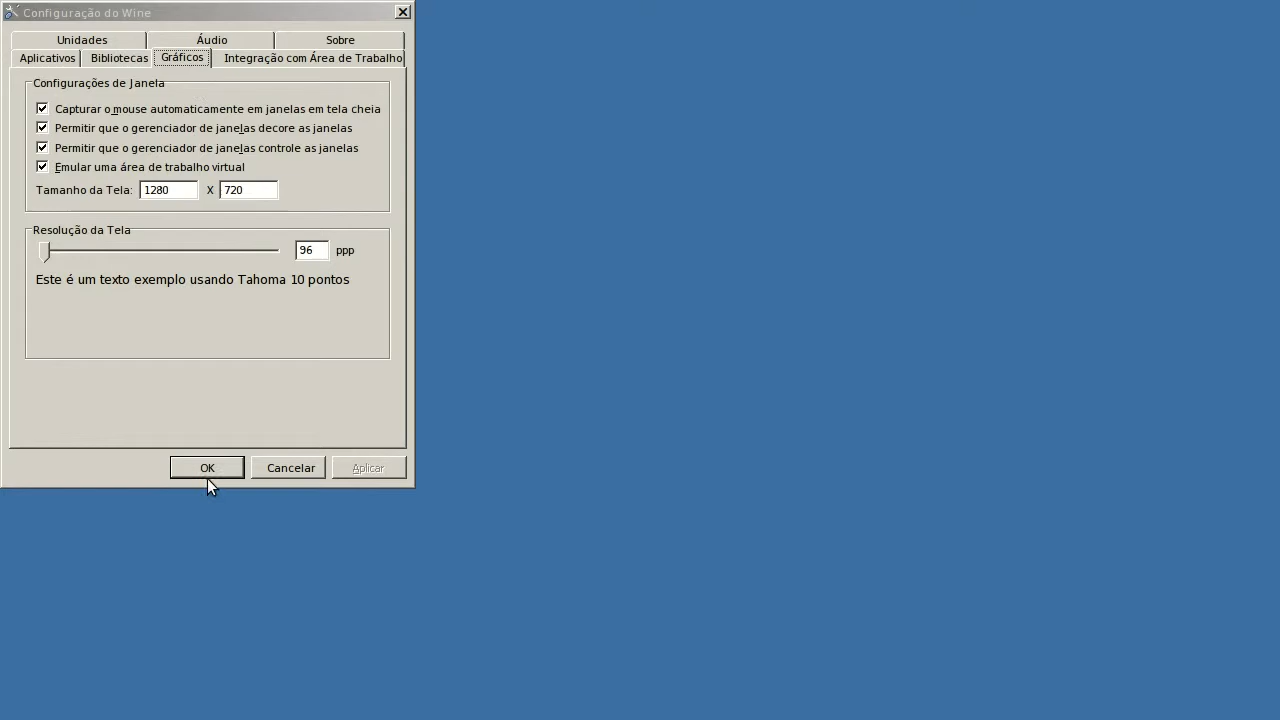 Configuração do Wine
Unidades Áudio Sobre
Aplicativos Bibliotecas Gráficos Integração com Área de Trabalho
Configurações de Janela
Capturar o mouse automaticamente em janelas em tela cheia
Permitir que o gerenciador de janelas decore as janelas
Permitir que o gerenciador de janelas controle as janelas
Emular uma área de trabalho virtual
Tamanho da Tela: 1280 X 720
Resolução da Tela
96 ppp
Este é um texto exemplo usando Tahoma 10 pontos
OK Cancelar Aplicar